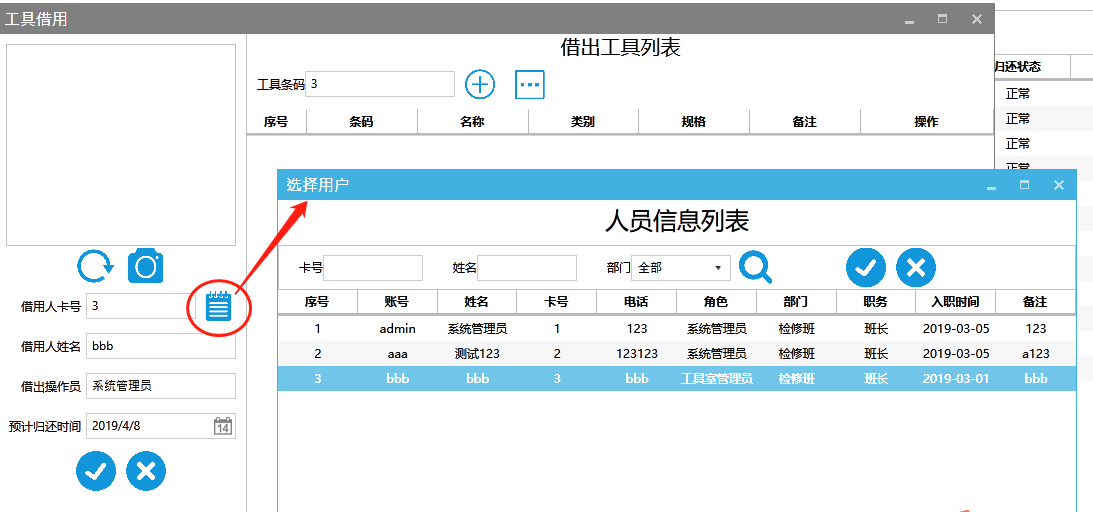 工具借用
借出工具列表
工具条码 3
序号 条码 名称 类别 规格 备注 操作
归还状态
正常
正常
正常
正常
借用人卡号 3
借用人姓名 bbb
借出操作员 系统管理员
预计归还时间 2019/4/8 14
选择用户
人员信息列表
卡号 姓名 部门 全部
序号 账号 姓名 卡号 电话 角色 部门 职务 入职时间 备注
1 admin 系统管理员 1 123 系统管理员 检修班 班长 2019-03-05 123
2 aaa 测试123 2 123123 系统管理员 检修班 班长 2019-03-05 a123
3 bbb bbb 3 bbb 工具室管理员 检修班 班长 2019-03-01 bbb